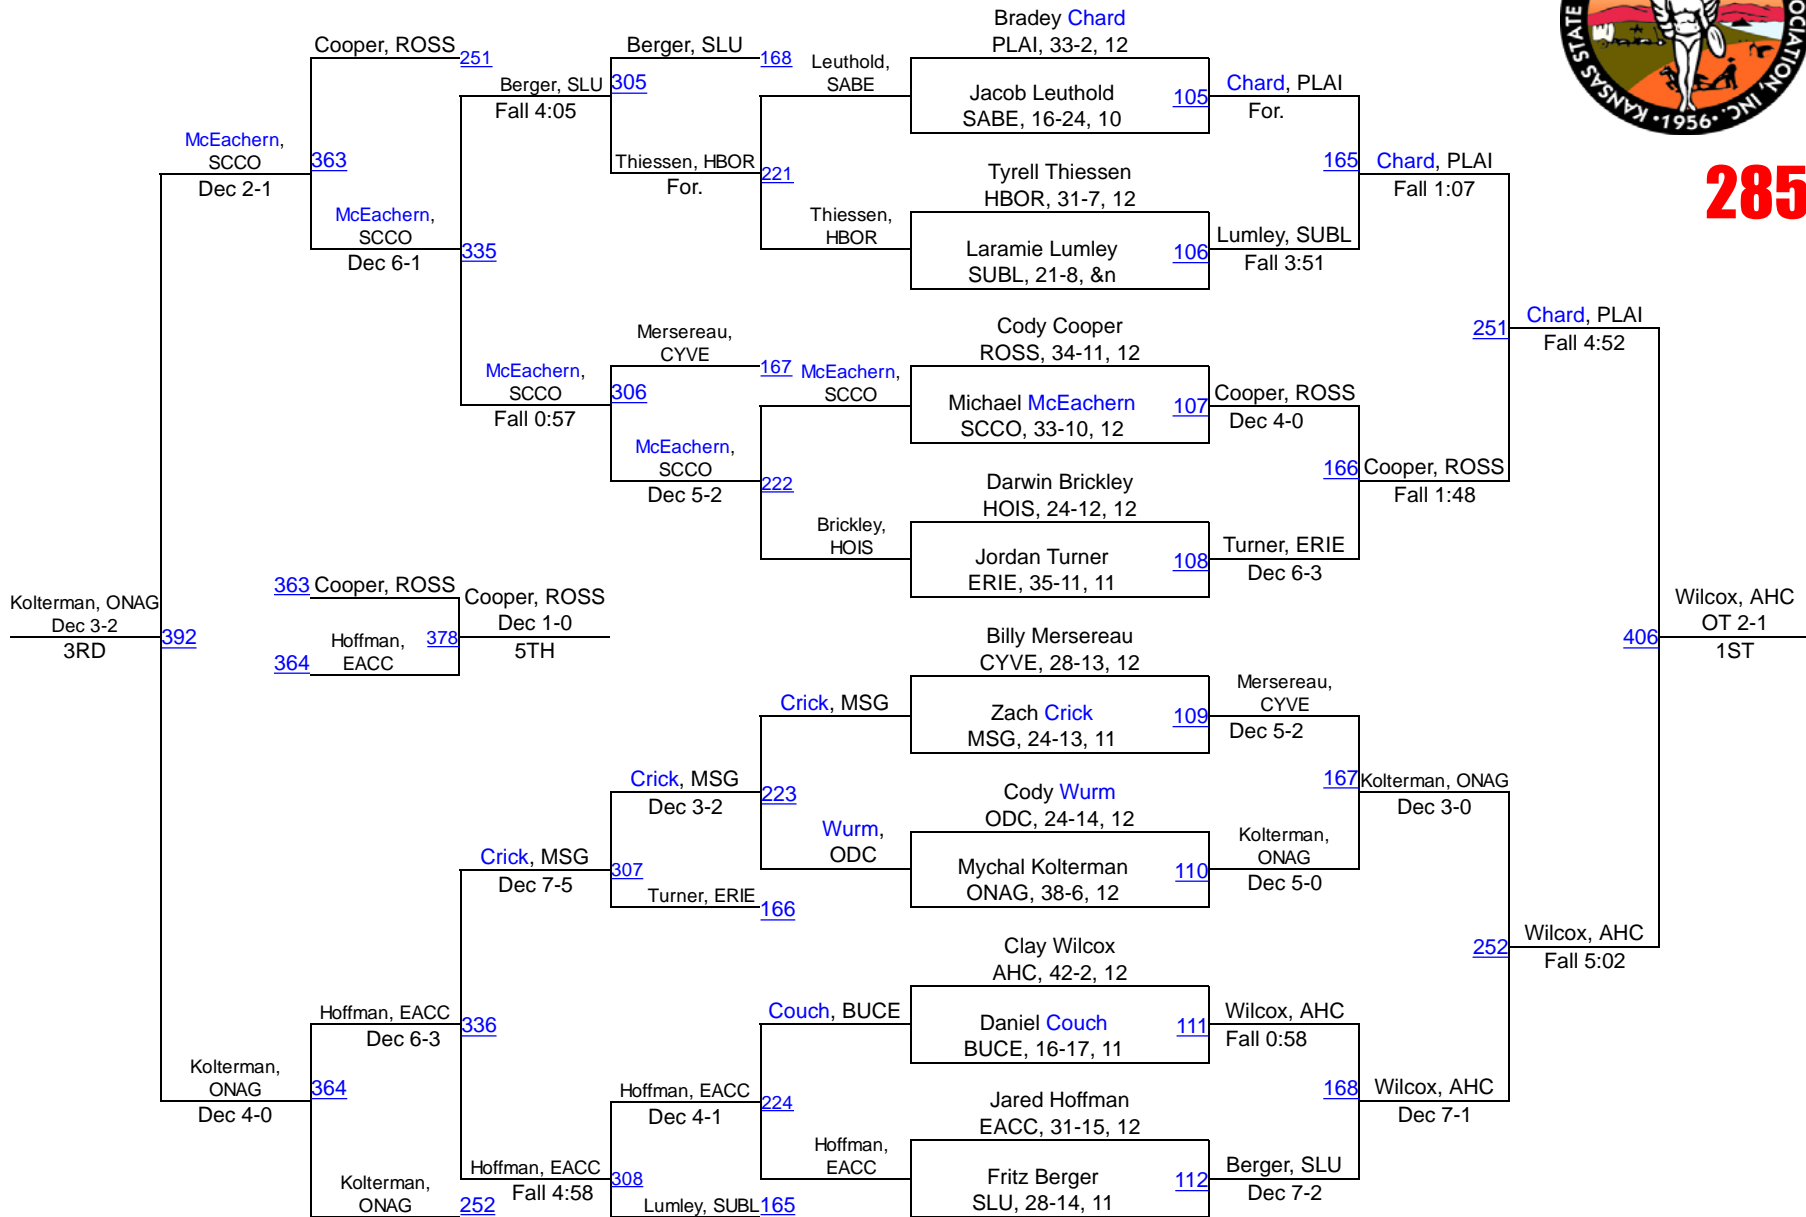 KANSAS STATE
OCIATION, INC.
•1956•
285
Cooper, ROSS
251
McEachern,
SCCO
Dec 2-1
363
McEachern,
SCCO
Dec 6-1
Berger, SLU
Fall 4:05
305
335
McEachern,
SCCO
Fall 0:57
306
Berger, SLU
168
Thiessen, HBOR
For.
221
Mersereau,
CYVE
167
McEachern,
SCCO
Dec 5-2
222
Leuthold,
SABE
Thiessen,
HBOR
McEachern,
SCCO
Brickley,
HOIS
Bradey Chard
PLAI, 33-2, 12
Jacob Leuthold
SABE, 16-24, 10
105
Tyrell Thiessen
HBOR, 31-7, 12
Laramie Lumley
SUBL, 21-8, &n
106
Cody Cooper
ROSS, 34-11, 12
Michael McEachern
SCCO, 33-10, 12
107
Darwin Brickley
HOIS, 24-12, 12
Jordan Turner
ERIE, 35-11, 11
108
Chard, PLAI
For.
165
Lumley, SUBL
Fall 3:51
Cooper, ROSS
Dec 4-0
166
Turner, ERIE
Dec 6-3
Chard, PLAI
Fall 1:07
251
Cooper, ROSS
Fall 1:48
Chard, PLAI
Fall 4:52
Kolterman, ONAG
Dec 3-2
3RD
392
363
Cooper, ROSS
364
Hoffman,
EACC
378
Cooper, ROSS
Dec 1-0
5TH
406
Wilcox, AHC
OT 2-1
1ST
Billy Mersereau
CYVE, 28-13, 12
Zach Crick
MSG, 24-13, 11
109
Cody Wurm
ODC, 24-14, 12
Mychal Kolterman
ONAG, 38-6, 12
110
Clay Wilcox
AHC, 42-2, 12
Daniel Couch
BUCE, 16-17, 11
111
Jared Hoffman
EACC, 31-15, 12
Fritz Berger
SLU, 28-14, 11
112
Mersereau,
CYVE
Dec 5-2
167
Kolterman,
ONAG
Dec 5-0
Wilcox, AHC
Fall 0:58
168
Berger, SLU
Dec 7-2
Kolterman, ONAG
Dec 3-0
252
Wilcox, AHC
Dec 7-1
Wilcox, AHC
Fall 5:02
Crick, MSG
Wurm,
ODC
Couch, BUCE
Hoffman,
EACC
Crick, MSG
Dec 3-2
223
Turner, ERIE
166
Hoffman, EACC
Dec 4-1
224
Lumley, SUBL
165
Crick, MSG
Dec 7-5
307
Hoffman, EACC
Fall 4:58
308
Hoffman, EACC
Dec 6-3
336
Kolterman,
ONAG
252
Kolterman,
ONAG
Dec 4-0
364